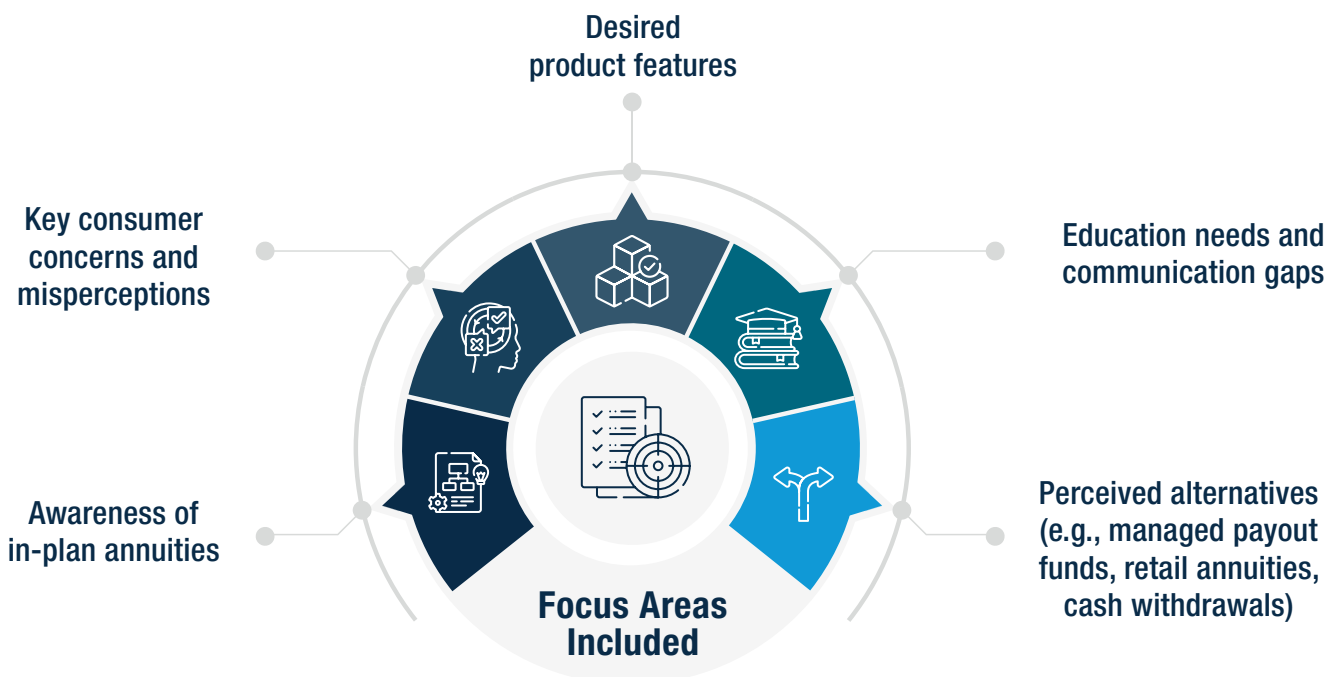 Desired
product features
Key consumer
concerns and
misperceptions
Education needs and
communication gaps
Awareness of
in-plan annuities
Perceived alternatives
(e.g., managed payout
funds, retail annuities,
cash withdrawals)
Focus Areas
Included